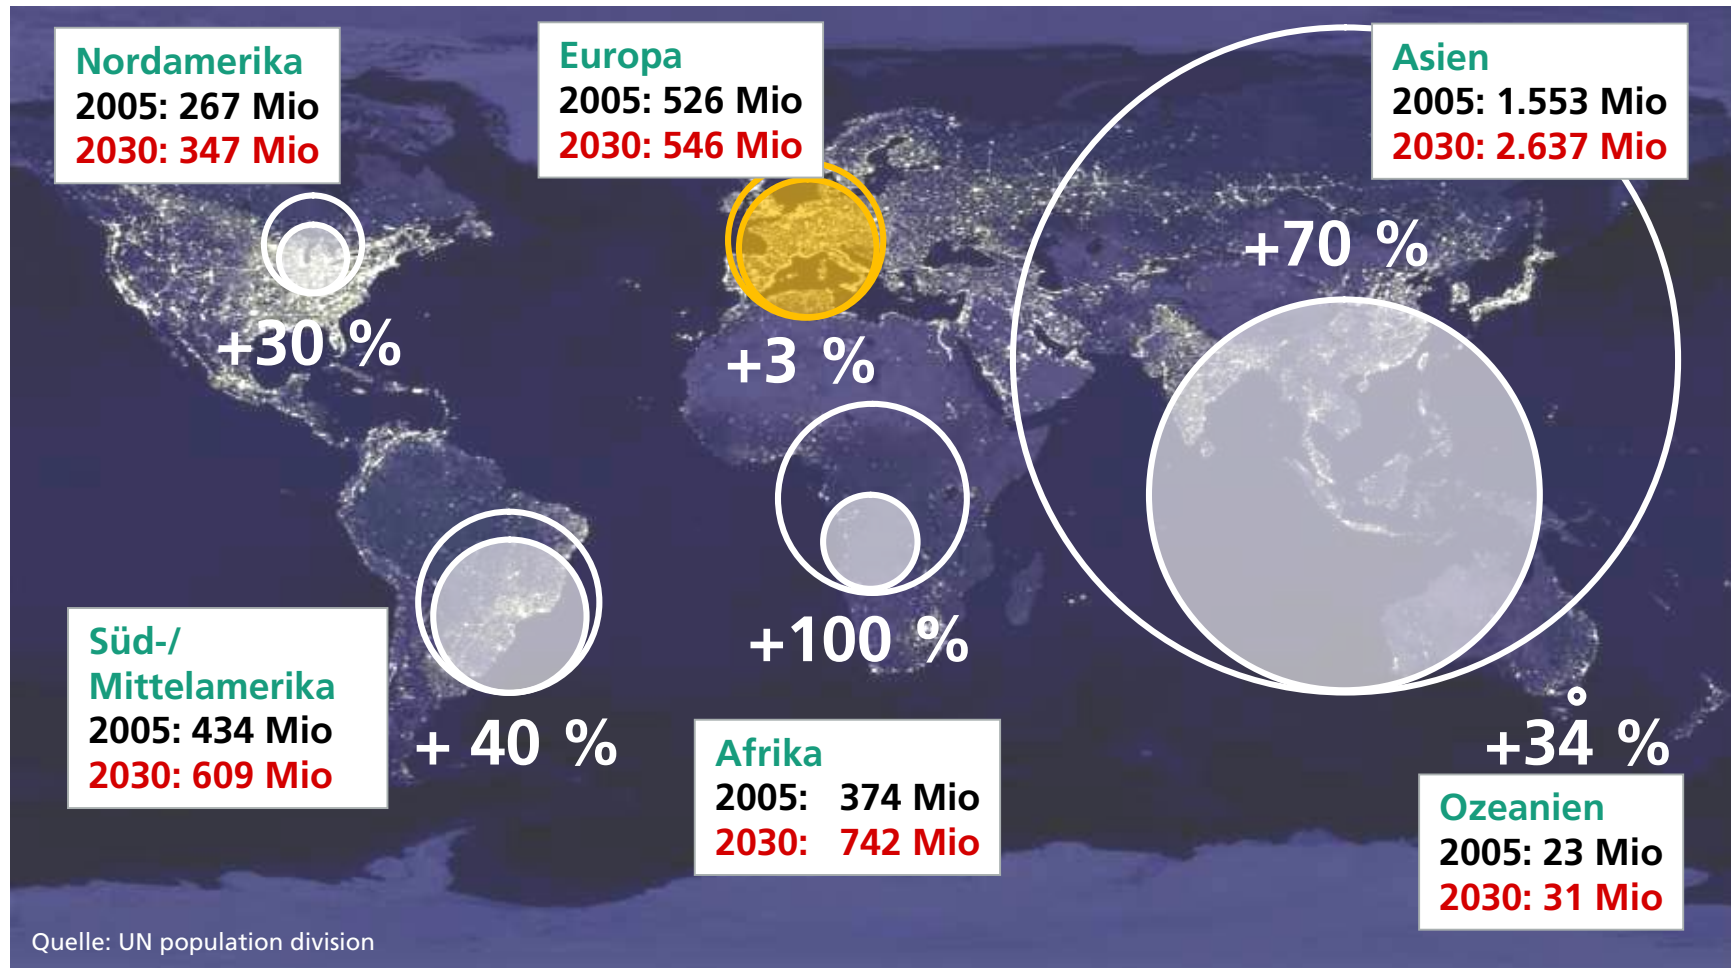 Nordamerika
2005: 267 Mio
2030: 347 Mio
+30 %
Europa
2005: 526 Mio
2030: 546 Mio
+3 %
Asien
2005: 1.553 Mio
2030: 2.637 Mio
+70 %
Süd-/
Mittelamerika
2005: 434 Mio
2030: 609 Mio
+ 40 %
+100 %
Afrika
2005: 374 Mio
2030: 742 Mio
+34 %
Ozeanien
2005: 23 Mio
2030: 31 Mio
Quelle: UN population division